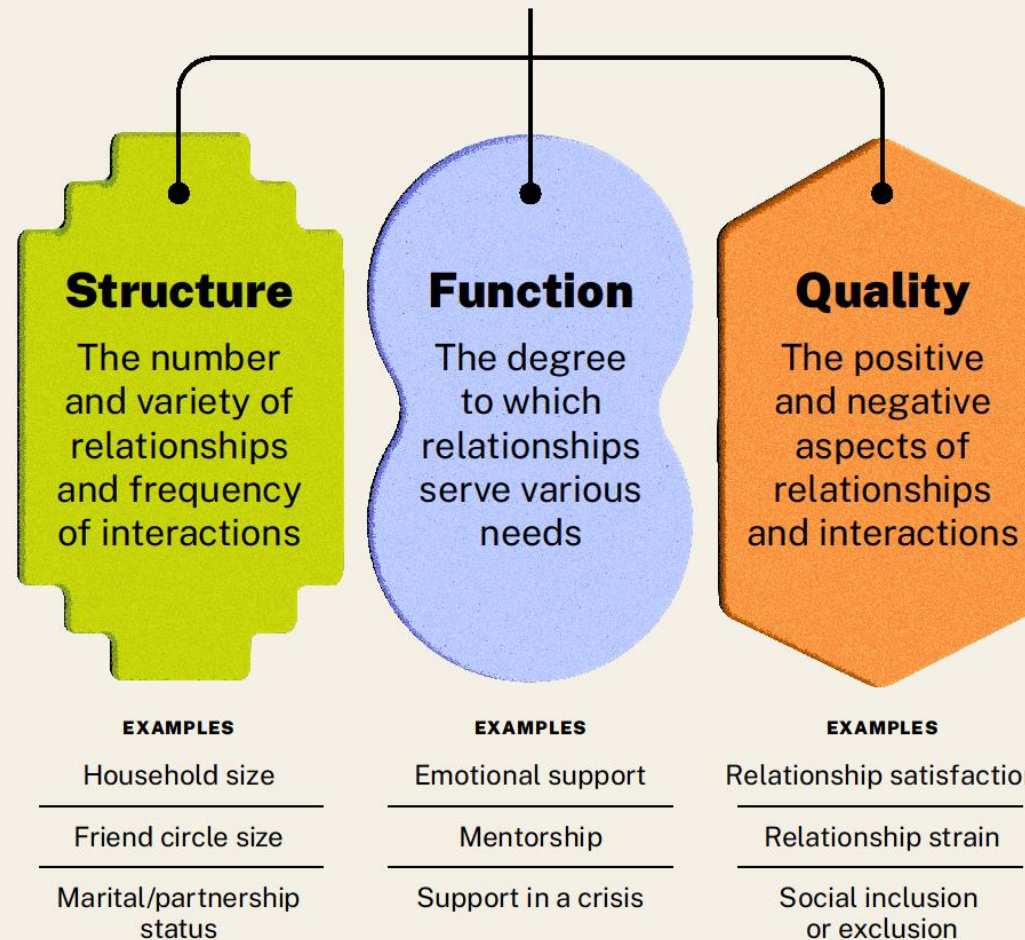 Structure
The number
and variety of
relationships
and frequency
of interactions
EXAMPLES
Household size
Friend circle size
Marital/partnership
status
Function
The degree
to which
relationships
serve various
needs
EXAMPLES
Emotional support
Mentorship
Support in a crisis
Quality
The positive
and negative
aspects of
relationships
and interactions
EXAMPLES
Relationship satisfaction
Relationship strain
Social inclusion
or exclusion